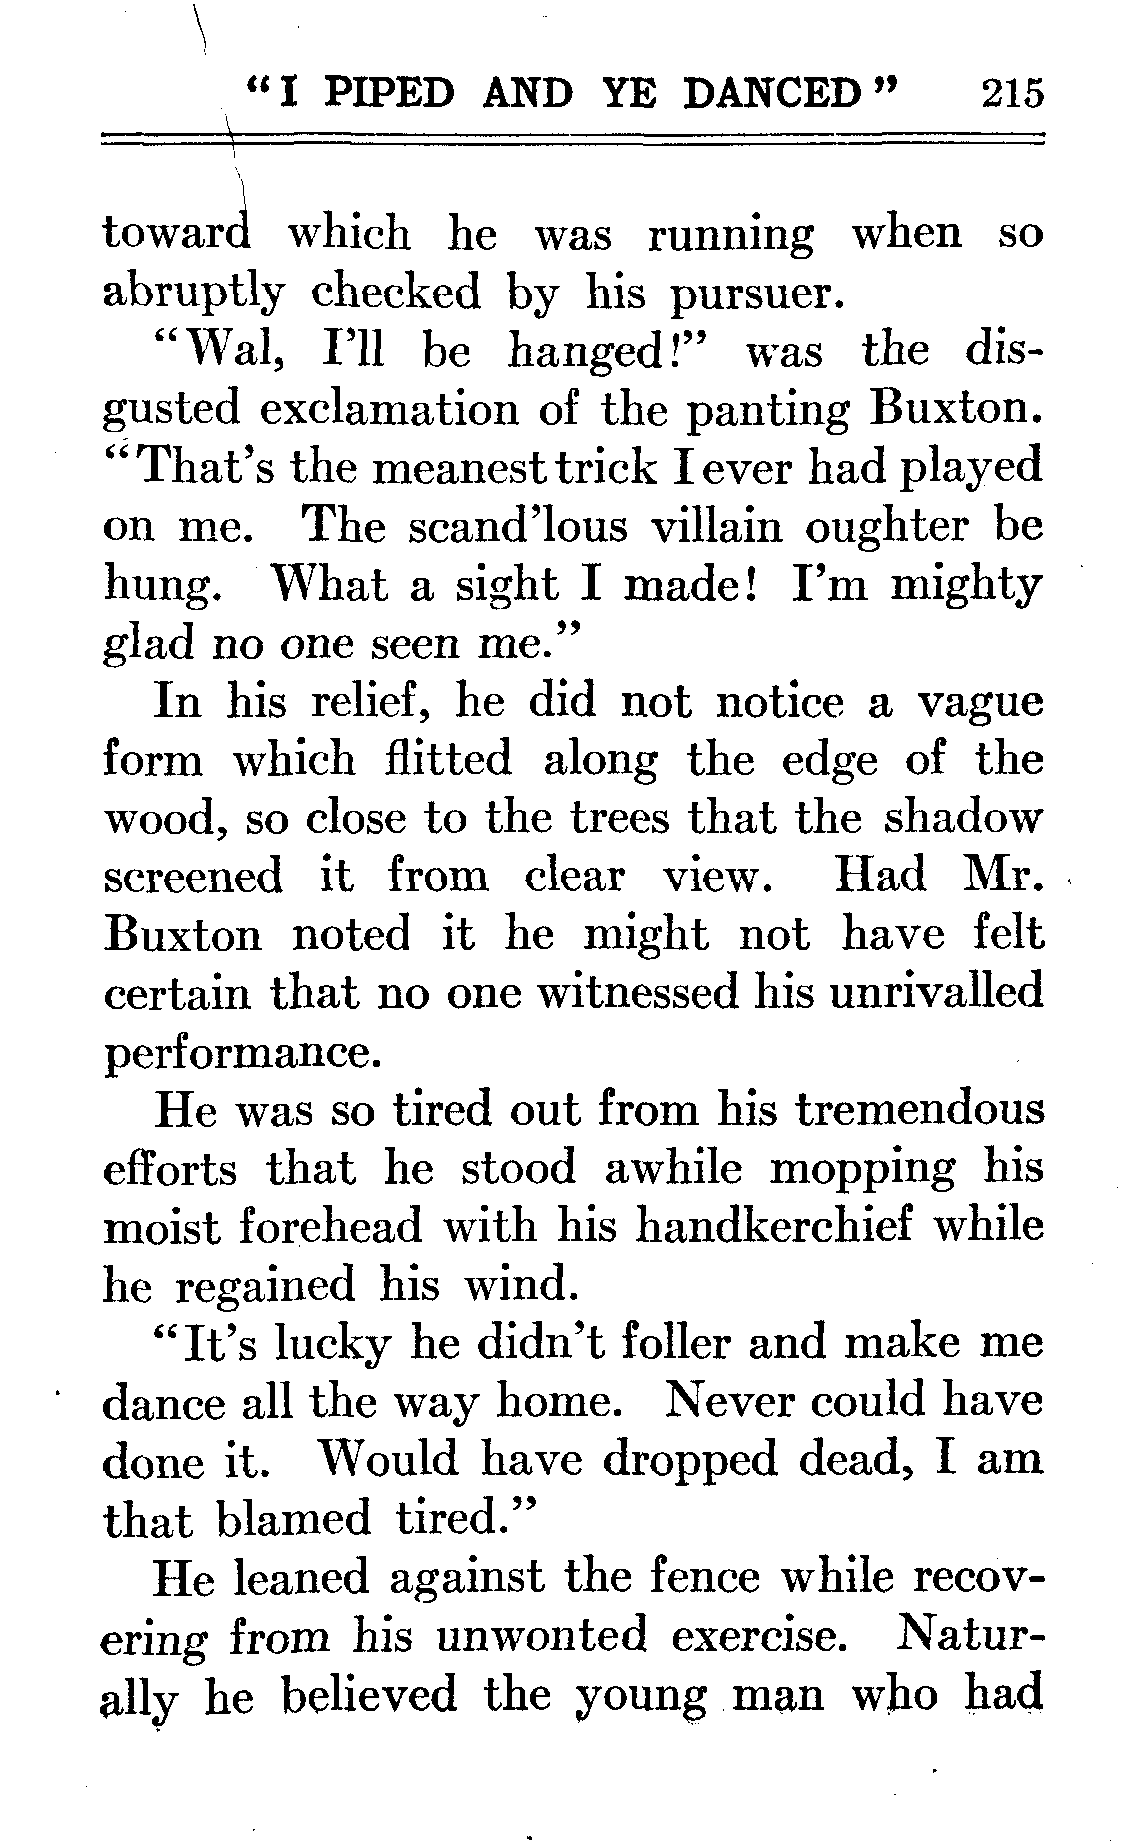 "I PIPED AND YE DANCED" 215
toward which he was running when so
abruptly checked by his pursuer.
"Wal, I'll be hanged!" was the dis-
gusted exclamation of the panting Buxton.
"That's the meanest trick I ever had played
on me. The scand'lous villain oughter be
hung. What a sight I made! I'm mighty
glad no one seen me."
In his relief, he did not notice a vague
form which flitted along the edge of the
wood, so close to the trees that the shadow
screened it from clear view. Had Mr.
Buxton noted it he might not have felt
certain that no one witnessed his unrivalled
performance.
He was so tired out from his tremendous
efforts that he stood awhile mopping his
moist forehead with his handkerchief while
he regained his wind.
"It's lucky he didn't foller and make me
dance all the way home. Never could have
done it. Would have dropped dead, I am
that blamed tired."
He leaned against the fence while recov-
ering from his unwonted exercise. Natur-
ally he believed the young man who had